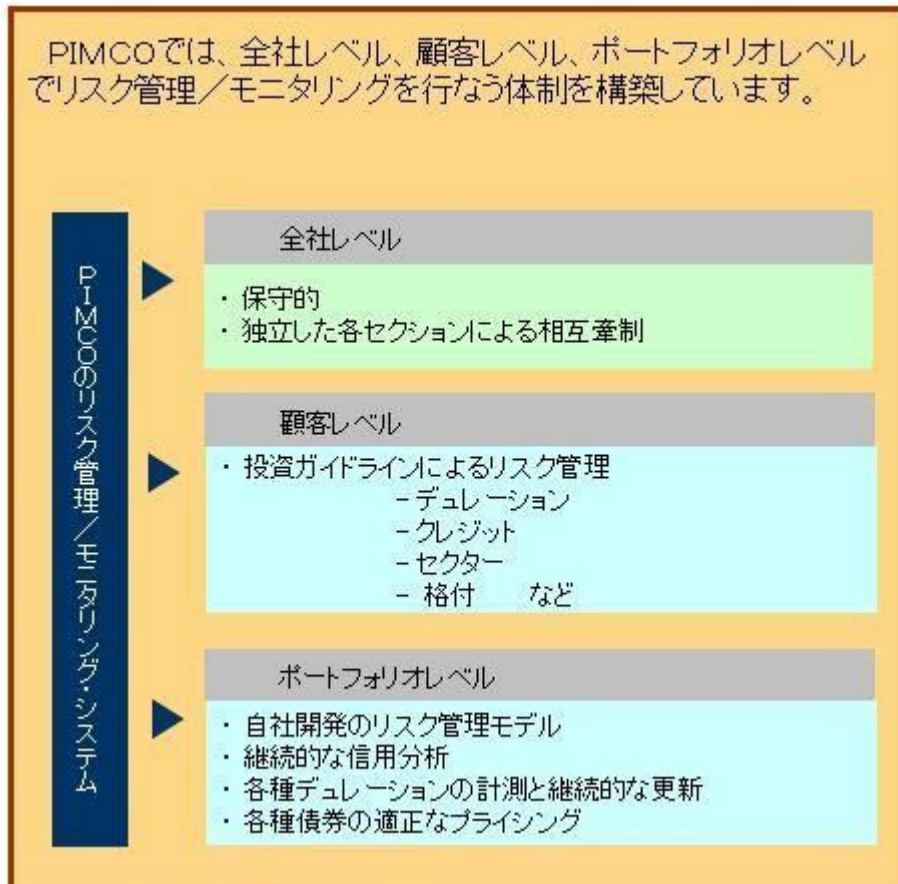 PIMCOでは、全社レベル、顧客レベル、ポートフォリオレベル
でリスク管理/モニタリングを行なう体制を構築しています。
PIMCOのリスク管理/モニタリング・システム
全社レベル
・保守的
・独立した各セクションによる相互牽制
顧客レベル
・投資ガイドラインによるリスク管理
－デュレーション
－クレジット
－セクター
－ 格付　など
ポートフォリオレベル
・自社開発のリスク管理モデル
・継続的な信用分析
・各種デュレーションの計測と継続的な更新
・各種債券の適正なプライシング